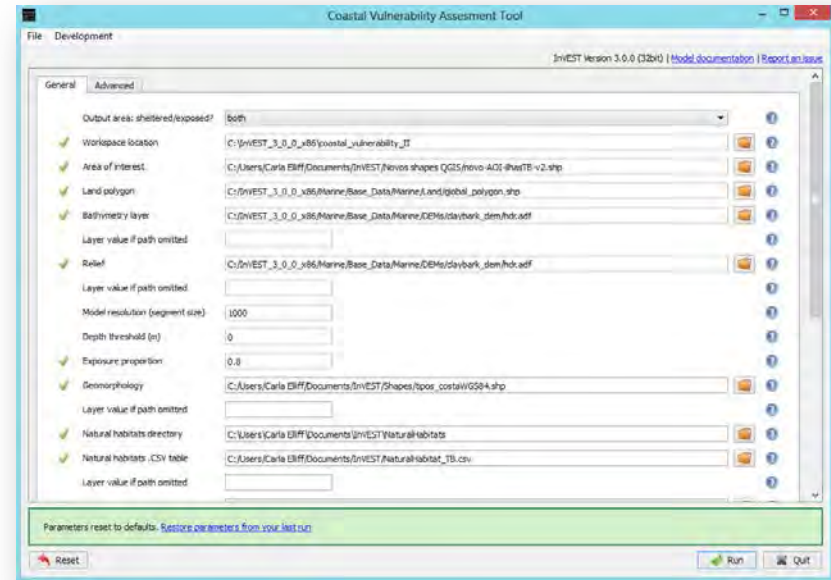 Coastal Vulnerability Assesment Tool
File Development
InVEST Version 3.0.0 (32bit) | Model documentation | Report an issue
General Advanced
Output area: sheltered/exposed? both
Workspace location C:\InVEST_3_0_0_x86\coastal_vulnerability_II
Area of interest C:/Users/Carla Elliff/Documents/InVEST/Novos shapes QGIS/novo-AOI-ilhasTB-v2.shp
Land polygon C:/InVEST_3_0_0_x86/Marine/Base_Data/Marine/Land/global_polygon.shp
Bathymetry layer C:/InVEST_3_0_0_x86/Marine/Base_Data/Marine/DEMs/claybark_dem/hdr.adf
Layer value if path omitted
Relief C:/InVEST_3_0_0_x86/Marine/Base_Data/Marine/DEMs/claybark_dem/hdr.adf
Layer value if path omitted
Model resolution (segment size) 1000
Depth threshold (m) 0
Exposure proportion 0.8
Geomorphology C:/Users/Carla Elliff/Documents/InVEST/Shapes/tipos_costaWGS84.shp
Layer value if path omitted
Natural habitats directory C:\Users\Carla Elliff\Documents\InVEST\NaturalHabitats
Natural habitats .CSV table C:/Users/Carla Elliff/Documents/InVEST/NaturalHabitat_TB.csv
Layer value if path omitted
Parameters reset to defaults. Restore parameters from your last run
Reset Run Quit